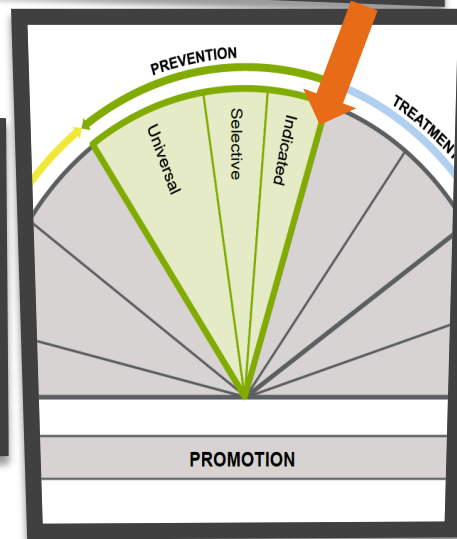 PREVENTION
TREATMENT
Universal
Selective
Indicated
PROMOTION